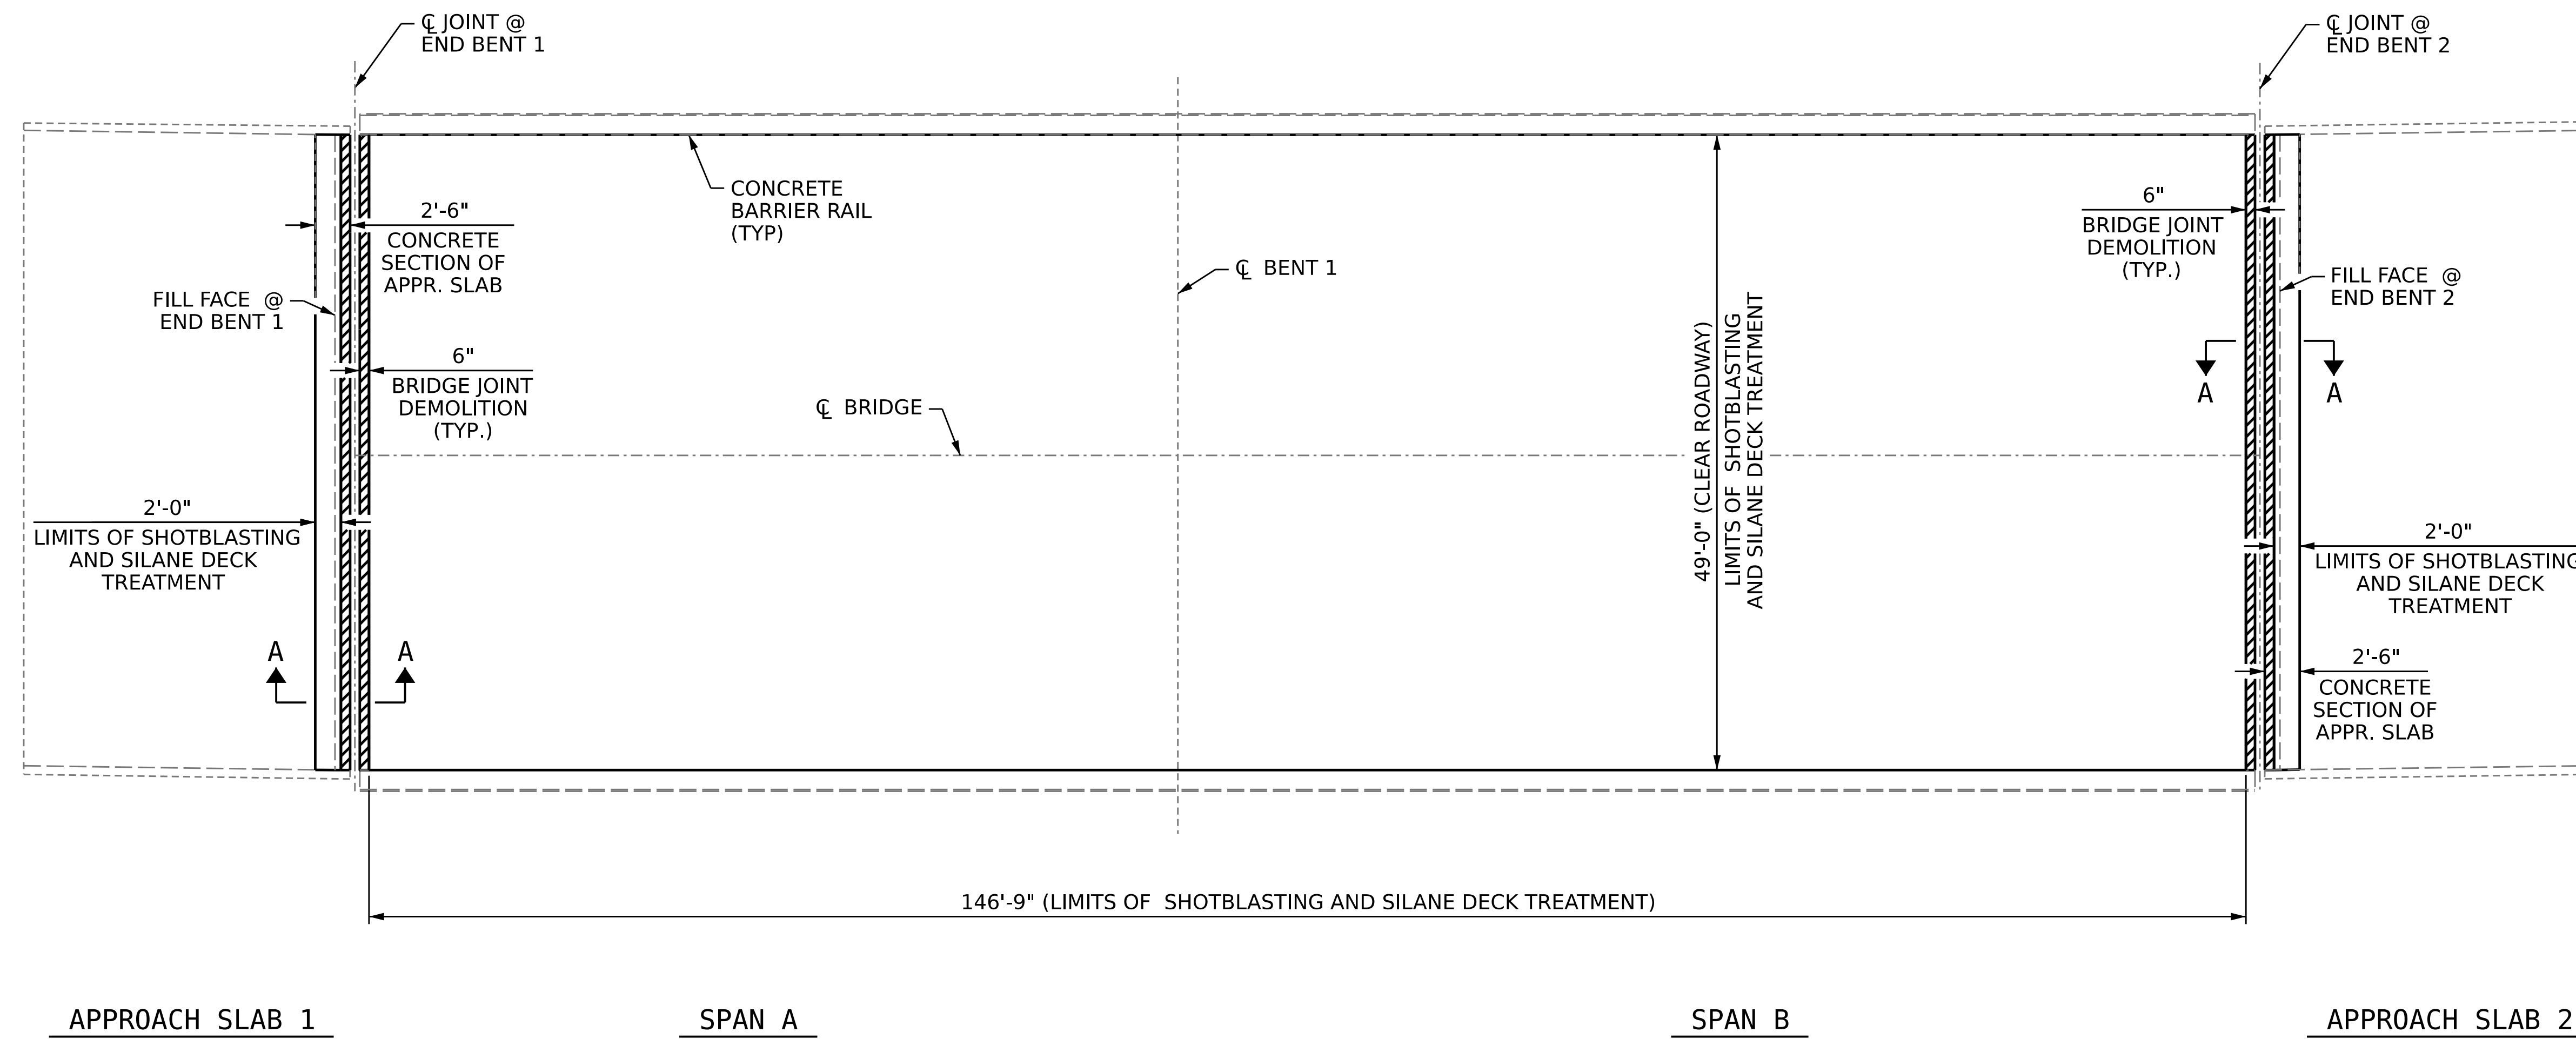 ℄ JOINT @
END BENT 1
℄ JOINT @
END BENT 2
2'-6"
CONCRETE
SECTION OF
APPR. SLAB
CONCRETE
BARRIER RAIL
(TYP)
6"
BRIDGE JOINT
DEMOLITION
(TYP.)
℄ BENT 1
FILL FACE @
END BENT 1
FILL FACE @
END BENT 2
6"
BRIDGE JOINT
DEMOLITION
(TYP.)
℄ BRIDGE
49'-0" (CLEAR ROADWAY)
LIMITS OF SHOTBLASTING
AND SILANE DECK TREATMENT
A
A
2'-0"
LIMITS OF SHOTBLASTING
AND SILANE DECK
TREATMENT
2'-0"
LIMITS OF SHOTBLASTING
AND SILANE DECK
TREATMENT
A
A
2'-6"
CONCRETE
SECTION OF
APPR. SLAB
146'-9" (LIMITS OF SHOTBLASTING AND SILANE DECK TREATMENT)
APPROACH SLAB 1
SPAN A
SPAN B
APPROACH SLAB 2